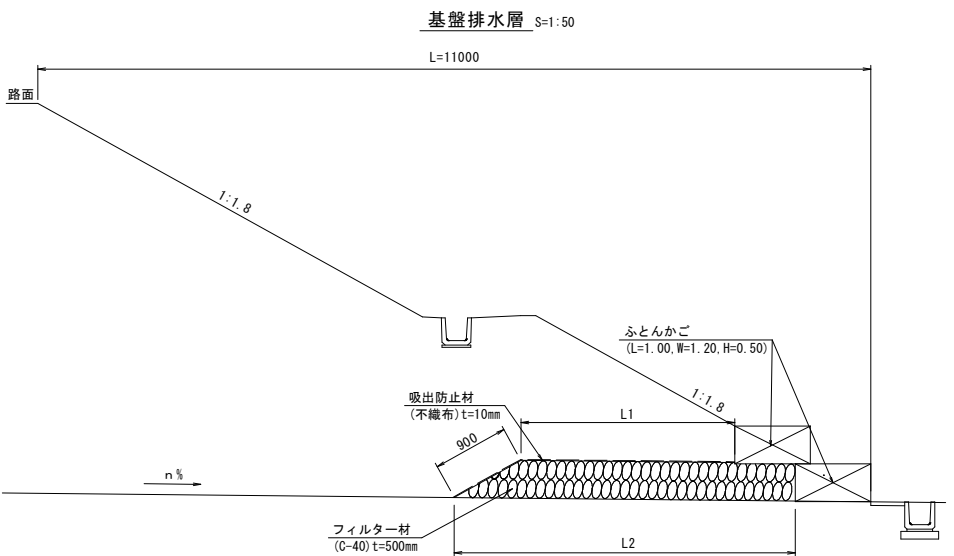 基盤排水層 S=1:50
L=11000
路面
1:1.8
ふとんかご
(L=1.00,W=1.20,H=0.50)
1:1.8
吸出防止材
(不織布)t=10mm
L1
900
n%
フィルター材
(C-40)t=500mm
L2